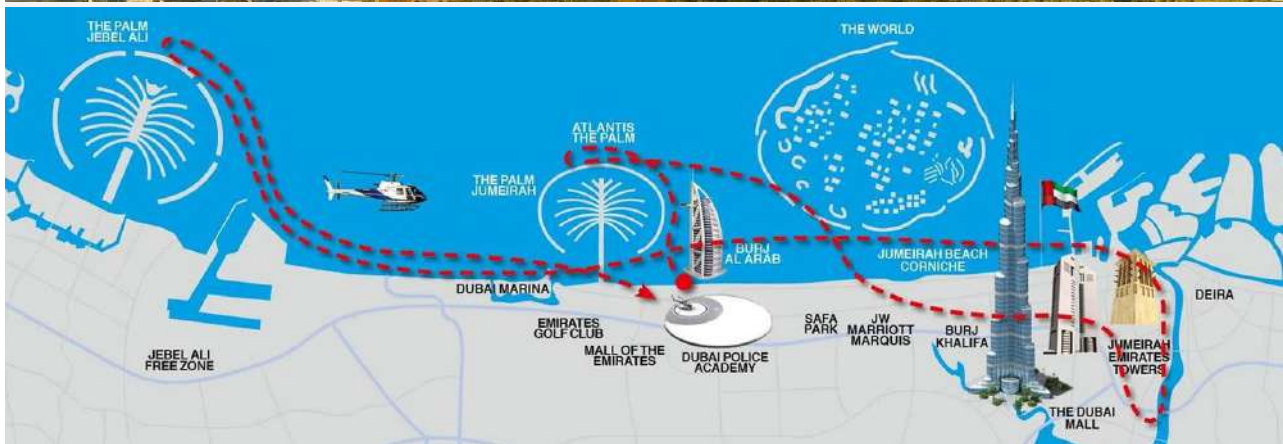 THE PALM
JEBEL ALI
THE WORLD
ATLANTIS
THE PALM
THE PALM
JUMEIRAH
BURJ
AL ARAB
JUMEIRAH BEACH
CORNICHE
DUBAI MARINA
DEIRA
EMIRATES
GOLF CLUB
SAFA
PARK
JW
MARRIOTT
MARQUIS
BURJ
KHALIFA
JEBEL ALI
FREE ZONE
MALL OF THE
EMIRATES
DUBAI POLICE
ACADEMY
JUMEIRAH
EMIRATES
TOWERS
THE DUBAI
MALL